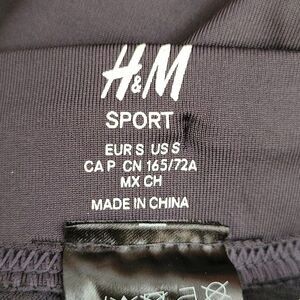 H&M
SPORT
EUR S US S
CA P CN 165/72A
MX CH
MADE IN CHINA